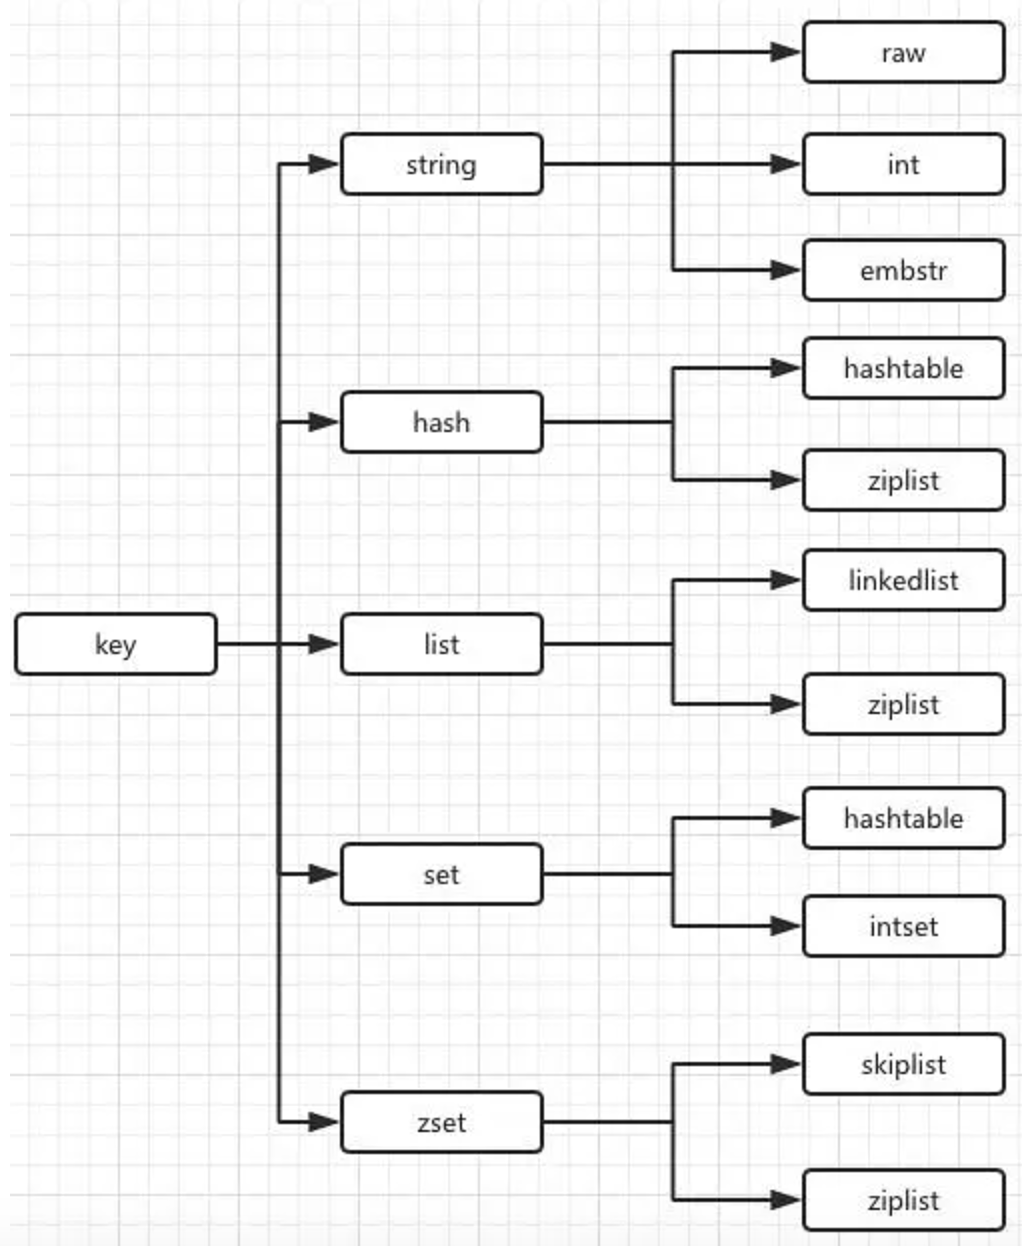 raw
string
int
embstr
hashtable
hash
ziplist
linkedlist
key
list
ziplist
hashtable
set
intset
skiplist
zset
ziplist